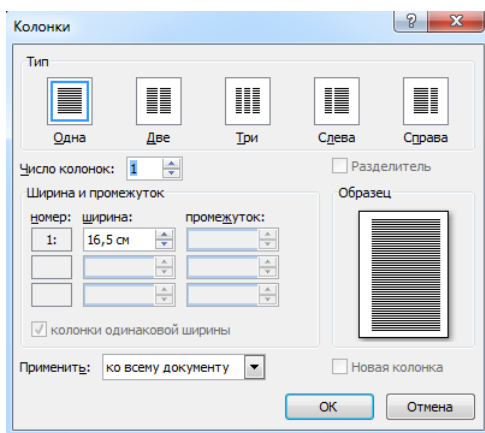 Колонки
Тип
Одна Две Три Слева Справа
Число колонок: 1 Разделитель
Ширина и промежуток Образец
номер: ширина: промежуток:
1: 16,5 см
колонки одинаковой ширины
Применить: ко всему документу Новая колонка
ОК Отмена